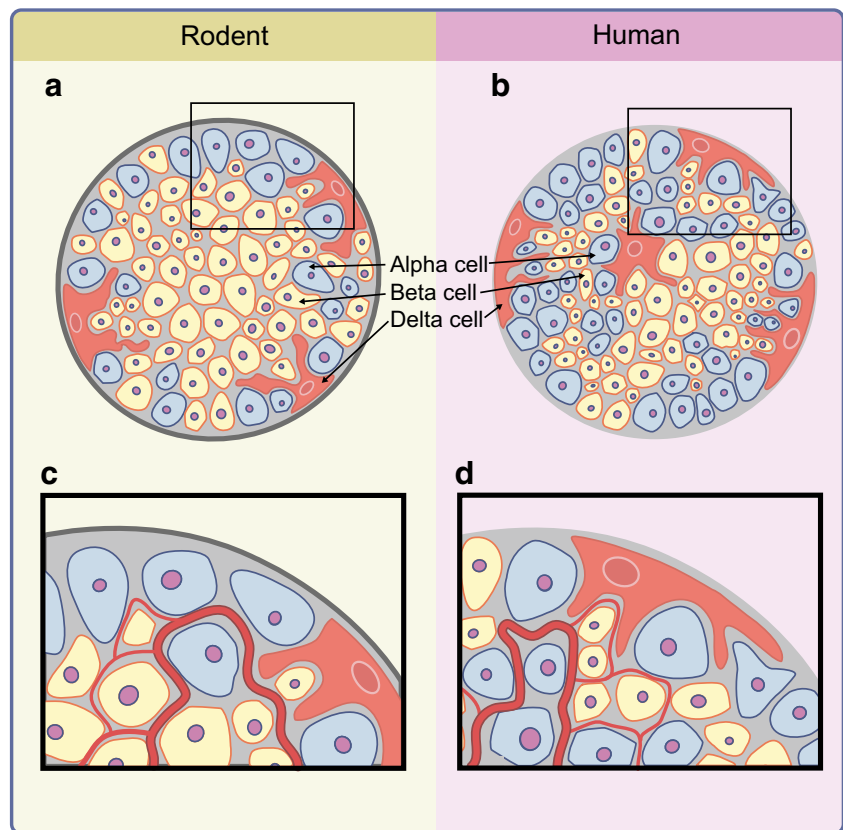 Rodent
Human
a
b
Alpha cell
Beta cell
Delta cell
c
d